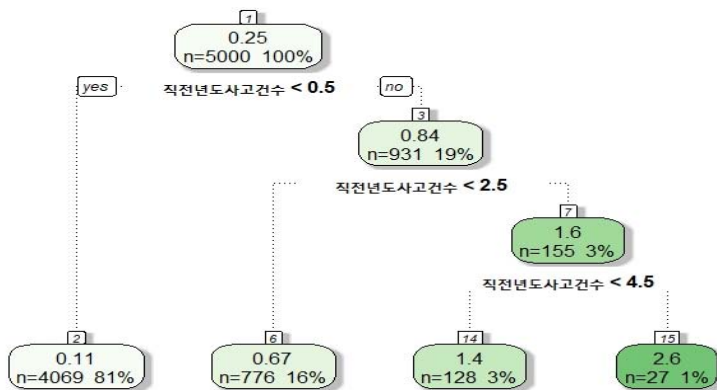 1
0.25
n=5000 100%
yes 직전년도사고건수 < 0.5 no
3
0.84
n=931 19%
직전년도사고건수 < 2.5
7
1.6
n=155 3%
직전년도사고건수 < 4.5
2
0.11
n=4069 81%
6
0.67
n=776 16%
14
1.4
n=128 3%
15
2.6
n=27 1%